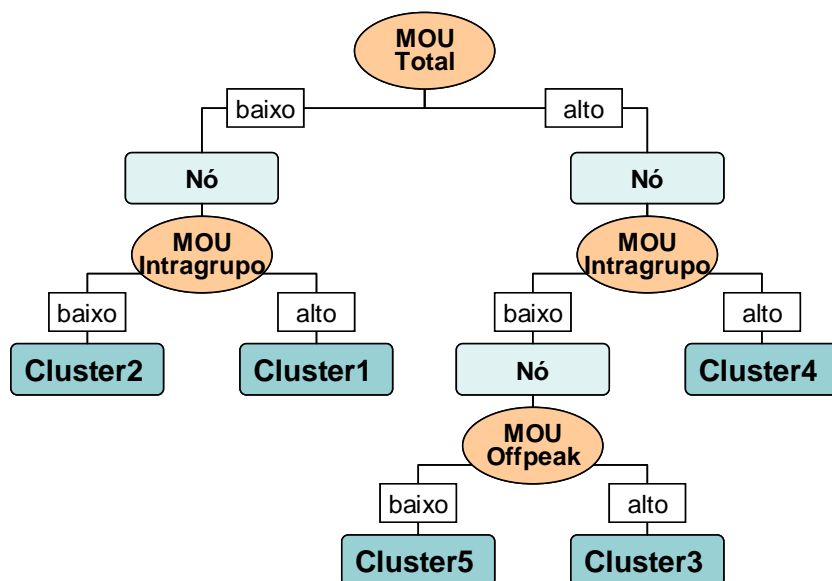 MOU
Total
baixo
alto
Nó
Nó
MOU
Intragrupo
MOU
Intragrupo
baixo
alto
baixo
alto
Cluster2
Cluster1
Nó
Cluster4
MOU
Offpeak
baixo
alto
Cluster5
Cluster3